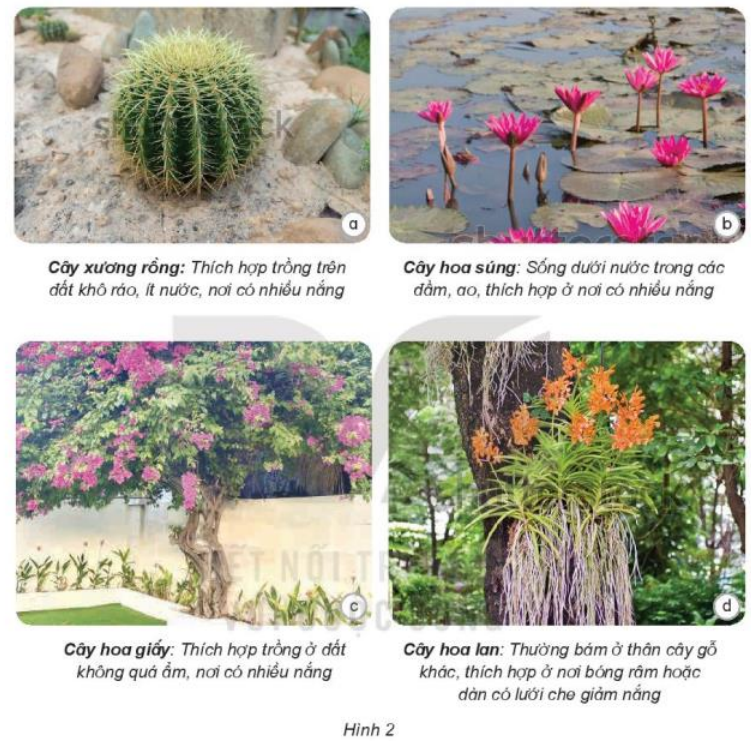 a
b
Cây xương rồng: Thích hợp trồng trên
đất khô ráo, ít nước, nơi có nhiều nắng
Cây hoa súng: Sống dưới nước trong các
đầm, ao, thích hợp ở nơi có nhiều nắng
c
d
KẾT NỐI TR
Cây hoa giấy: Thích hợp trồng ở đất
không quá ẩm, nơi có nhiều nắng
Cây hoa lan: Thường bám ở thân cây gỗ
khác, thích hợp ở nơi bóng râm hoặc
dàn có lưới che giảm nắng
Hình 2